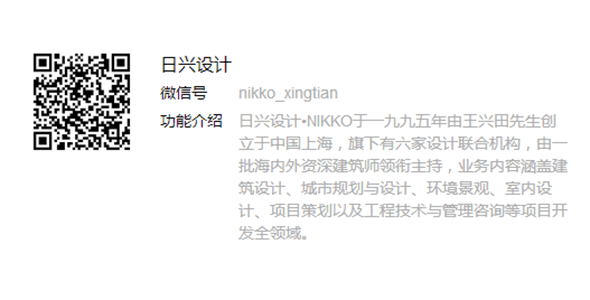 日兴设计
微信号 nikko_xingtian
功能介绍 日兴设计•NIKKO于一九九五年由王兴田先生创
立于中国上海，旗下有六家设计联合机构，由一
批海内外资深建筑师领衔主持，业务内容涵盖建
筑设计、城市规划与设计、环境景观、室内设
计、项目策划以及工程技术与管理咨询等项目开
发全领域。